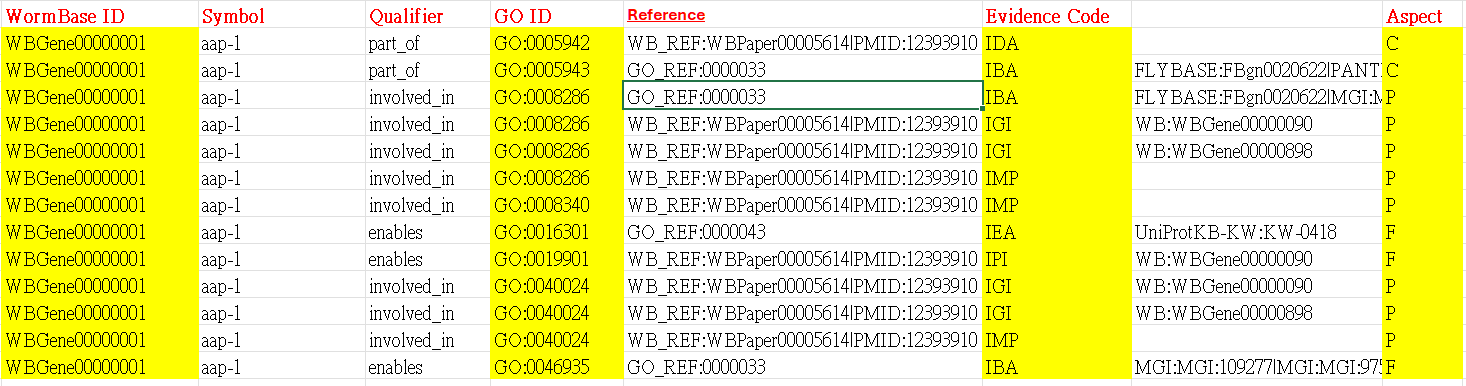 WormBase ID Symbol Qualifier GO ID Reference Evidence Code Aspect
WBGene00000001 aap-1 part_of GO:0005942 WB_REF:WBPaper00005614|PMID:12393910 IDA C
WBGene00000001 aap-1 part_of GO:0005943 GO_REF:0000033 IBA FLYBASE:FBgn0020622|PANT C
WBGene00000001 aap-1 involved_in GO:0008286 GO_REF:0000033 IBA FLYBASE:FBgn0020622|MGI:M P
WBGene00000001 aap-1 involved_in GO:0008286 WB_REF:WBPaper00005614|PMID:12393910 IGI WB:WBGene00000090 P
WBGene00000001 aap-1 involved_in GO:0008286 WB_REF:WBPaper00005614|PMID:12393910 IGI WB:WBGene00000898 P
WBGene00000001 aap-1 involved_in GO:0008286 WB_REF:WBPaper00005614|PMID:12393910 IMP P
WBGene00000001 aap-1 involved_in GO:0008340 WB_REF:WBPaper00005614|PMID:12393910 IMP P
WBGene00000001 aap-1 enables GO:0016301 GO_REF:0000043 IEA UniProtKB-KW:KW-0418 F
WBGene00000001 aap-1 enables GO:0019901 WB_REF:WBPaper00005614|PMID:12393910 IPI WB:WBGene00000090 F
WBGene00000001 aap-1 involved_in GO:0040024 WB_REF:WBPaper00005614|PMID:12393910 IGI WB:WBGene00000090 P
WBGene00000001 aap-1 involved_in GO:0040024 WB_REF:WBPaper00005614|PMID:12393910 IGI WB:WBGene00000898 P
WBGene00000001 aap-1 involved_in GO:0040024 WB_REF:WBPaper00005614|PMID:12393910 IMP P
WBGene00000001 aap-1 enables GO:0046935 GO_REF:0000033 IBA MGI:MGI:109277|MGI:MGI:975 F